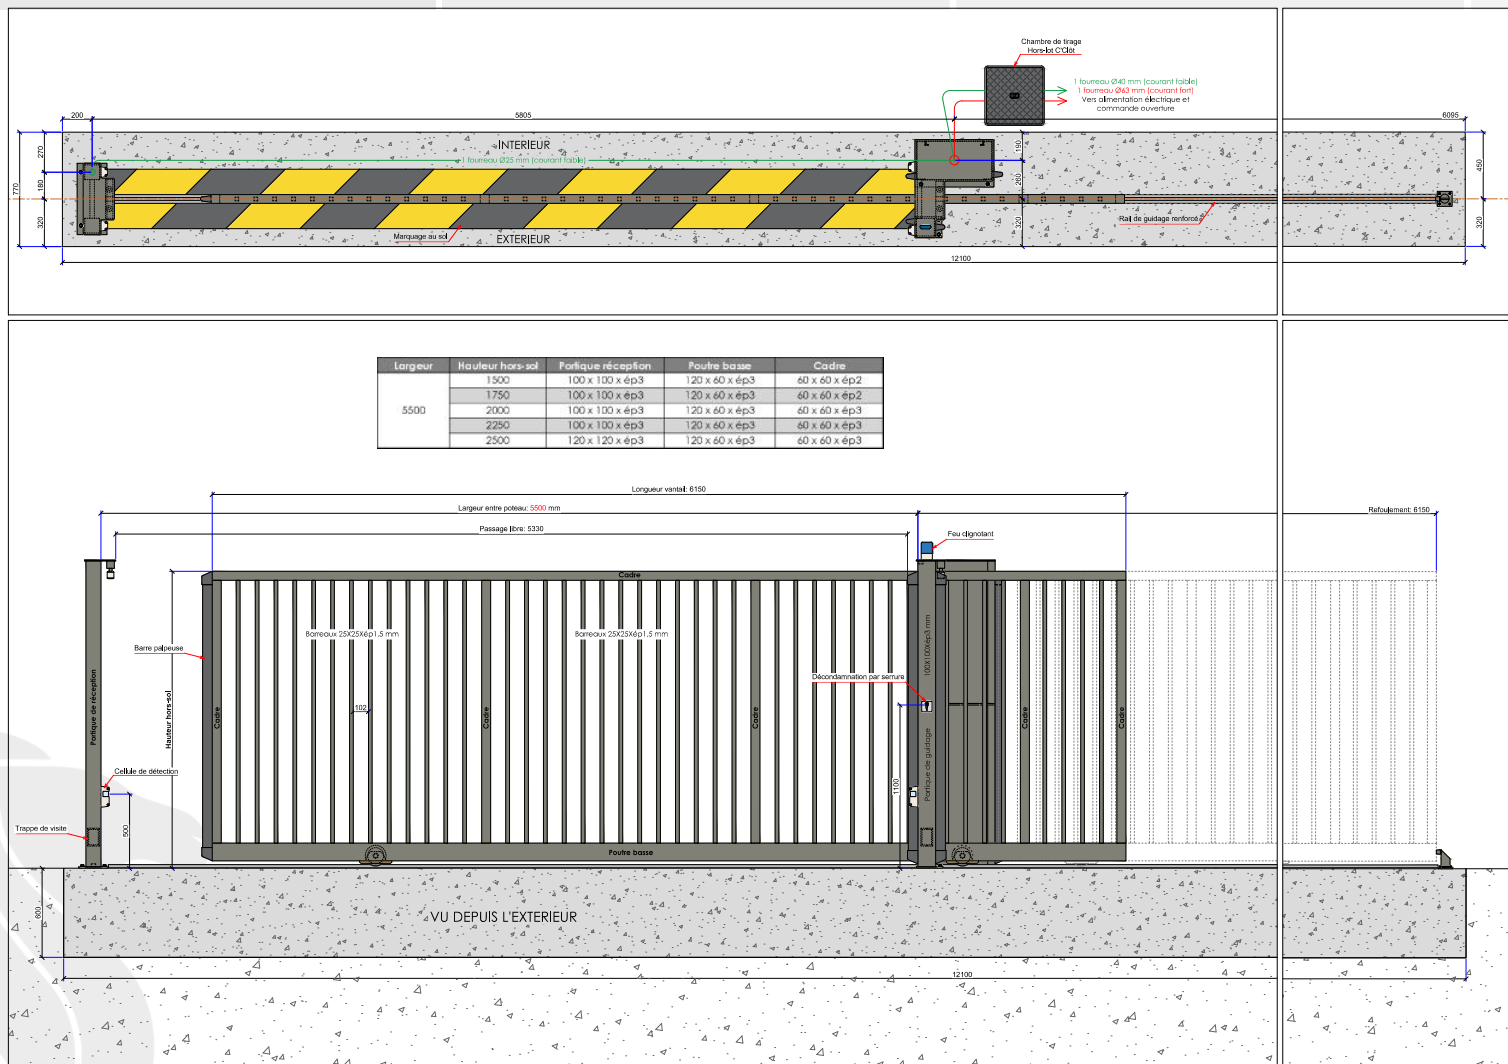 Chambre de tirage
Hors-lot C'Clôt
1 fourreau Ø40 mm (courant faible)
1 fourreau Ø63 mm (courant fort)
Vers alimentation électrique et
commande ouverture
200
5805
6095
INTERIEUR
1 fourreau Ø25 mm (courant faible)
770
270
180
320
190
260
320
450
320
Marquage au sol
EXTERIEUR
Rail de guidage renforcé
12100
Largeur Hauteur hors-sol Portique réception Poutre basse Cadre
5500
1500 100 x 100 x ép3 120 x 60 x ép3 60 x 60 x ép2
1750 100 x 100 x ép3 120 x 60 x ép3 60 x 60 x ép2
2000 100 x 100 x ép3 120 x 60 x ép3 60 x 60 x ép3
2250 100 x 100 x ép3 120 x 60 x ép3 60 x 60 x ép3
2500 120 x 120 x ép3 120 x 60 x ép3 60 x 60 x ép3
Longueur vantail: 6150
Largeur entre poteau: 5500 mm
Refoulement: 6150
Passage libre: 5330
Feu clignotant
Cadre
Barreaux 25X25Xép1,5 mm
Barreaux 25X25Xép1,5 mm
100X100Xép3 mm
Barre palpeuse
Décondamnation par serrure
Portique de réception
Hauteur hors-sol
Cadre
102
Cadre
Cadre
Portique de guidage
Cadre
Cadre
Cellule de détection
1100
Trappe de visite
500
Poutre basse
600
VU DEPUIS L'EXTERIEUR
12100